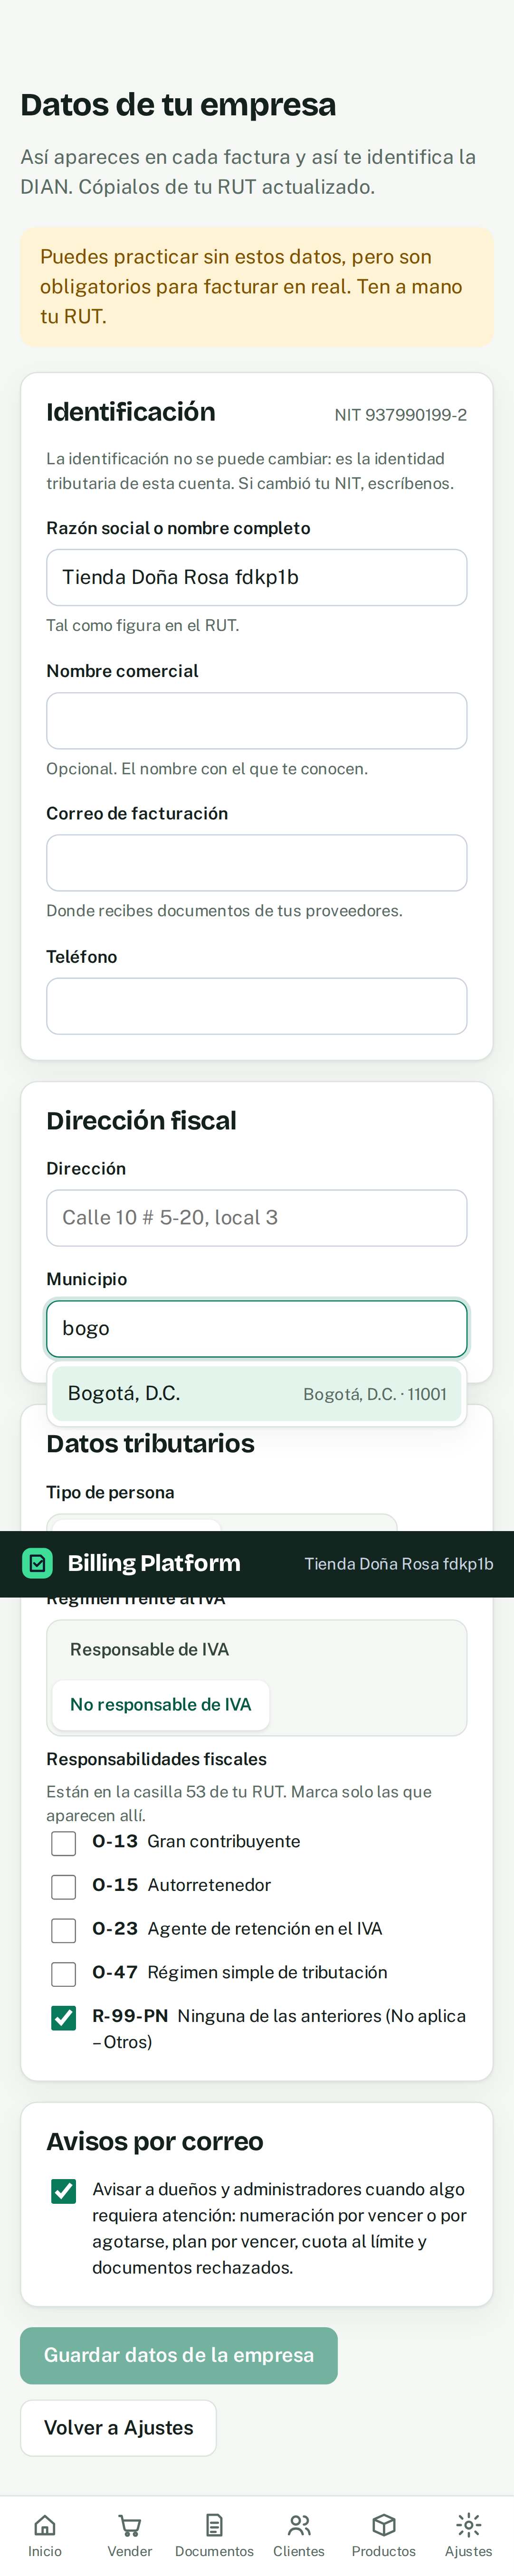 Datos de tu empresa
Así apareces en cada factura y así te identifica la
DIAN. Cópialos de tu RUT actualizado.
Puedes practicar sin estos datos, pero son
obligatorios para facturar en real. Ten a mano
tu RUT.
Identificación
NIT 937990199-2
La identificación no se puede cambiar: es la identidad
tributaria de esta cuenta. Si cambió tu NIT, escríbenos.
Razón social o nombre completo
Tienda Doña Rosa fdkp1b
Tal como figura en el RUT.
Nombre comercial
Opcional. El nombre con el que te conocen.
Correo de facturación
Donde recibes documentos de tus proveedores.
Teléfono
Dirección fiscal
Dirección
Calle 10 # 5-20, local 3
Municipio
bogo
Bogotá, D.C.
Bogotá, D.C. · 11001
Datos tributarios
Tipo de persona
Billing Platform
Tienda Doña Rosa fdkp1b
Régimen frente al IVA
Responsable de IVA
No responsable de IVA
Responsabilidades fiscales
Están en la casilla 53 de tu RUT. Marca solo las que
aparecen allí.
O-13 Gran contribuyente
O-15 Autorretenedor
O-23 Agente de retención en el IVA
O-47 Régimen simple de tributación
R-99-PN Ninguna de las anteriores (No aplica
– Otros)
Avisos por correo
Avisar a dueños y administradores cuando algo
requiera atención: numeración por vencer o por
agotarse, plan por vencer, cuota al límite y
documentos rechazados.
Guardar datos de la empresa
Volver a Ajustes
Inicio
Vender
Documentos
Clientes
Productos
Ajustes